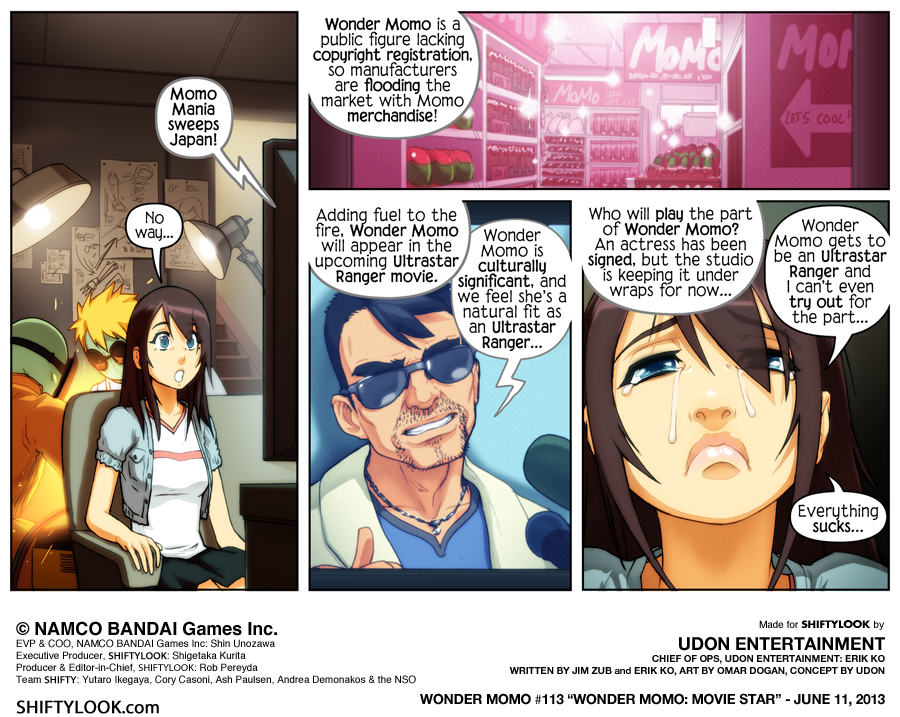 Momo
Mania
sweeps
Japan!
No
way...
Wonder Momo is a
public figure lacking
copyright registration,
so manufacturers
are flooding the
market with Momo
merchandise!
MOMO
MOMO
MOMO
LET'S COOL!
Adding fuel to the
fire, Wonder Momo
will appear in the
upcoming Ultrastar
Ranger movie.
Wonder
Momo is
culturally
significant, and
we feel she's a
natural fit as
an Ultrastar
Ranger...
Who will play the part
of Wonder Momo?
An actress has been
signed, but the studio
is keeping it under
wraps for now...
Wonder
Momo gets to
be an Ultrastar
Ranger and
I can't even
try out for
the part...
Everything
sucks...
© NAMCO BANDAI Games Inc.
EVP & COO, NAMCO BANDAI Games Inc: Shin Unozawa
Executive Producer, SHIFTYLOOK: Shigetaka Kurita
Producer & Editor-in-Chief, SHIFTYLOOK: Rob Pereyda
Team SHIFTY: Yutaro Ikegaya, Cory Casoni, Ash Paulsen, Andrea Demonakos & the NSO
SHIFTYLOOK.com
Made for SHIFTYLOOK by
UDON ENTERTAINMENT
CHIEF OF OPS, UDON ENTERTAINMENT: ERIK KO
WRITTEN BY JIM ZUB and ERIK KO, ART BY OMAR DOGAN, CONCEPT BY UDON
WONDER MOMO #113 “WONDER MOMO: MOVIE STAR” - JUNE 11, 2013